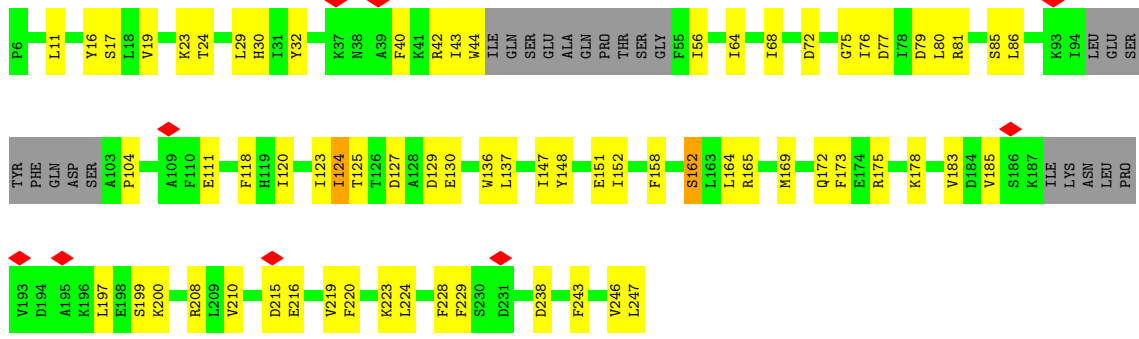 P6 L11 Y16 S17 L18 V19 K23 T24 L29 H30 I31 Y32 K37 N38 A39 F40 K41 R42 I43 W44 ILE GLN SER GLU ALA GLN PRO THR SER GLY F55 I56 I64 I68 D72 G75 I76 D77 I78 D79 L80 R81 S85 L86 K93 I94 LEU GLU SER
TYR PHE GLN ASP SER A103 P104 A109 F110 E111 F118 H119 I120 I123 I124 T125 T126 D127 A128 D129 E130 W136 L137 I147 Y148 E151 I152 F158 S162 L163 L164 R165 M169 Q172 F173 E174 R175 K178 V183 D184 V185 S186 K187 ILE LYS ASN LEU PRO
V193 D194 A195 K196 L197 E198 S199 K200 R208 L209 V210 D215 E216 V219 F220 K223 L224 F228 F229 S230 D231 D238 F243 V246 L247